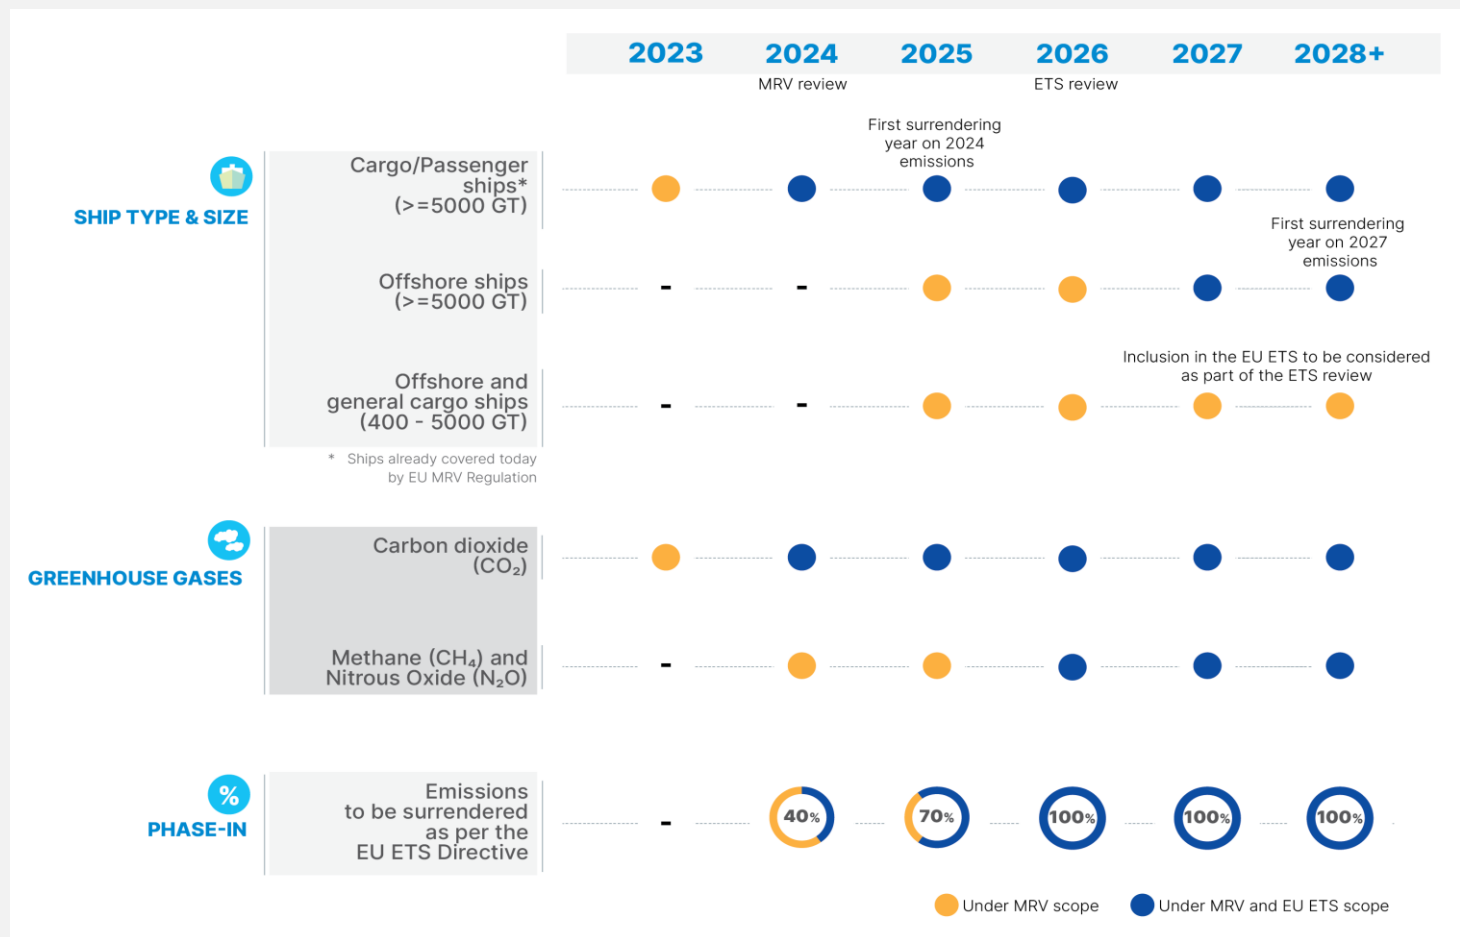 2023 2024 2025 2026 2027 2028+
MRV review
ETS review
First surrendering
year on 2024
emissions
SHIP TYPE & SIZE
Cargo/Passenger
ships*
(>=5000 GT)
First surrendering
year on 2027
emissions
Offshore ships
(>=5000 GT)
- -
Inclusion in the EU ETS to be considered
as part of the ETS review
Offshore and
general cargo ships
(400 - 5000 GT)
- -
* Ships already covered today
by EU MRV Regulation
GREENHOUSE GASES
Carbon dioxide
(CO₂)
Methane (CH₄) and
Nitrous Oxide (N₂O)
-
%
PHASE-IN
Emissions
to be surrendered
as per the
EU ETS Directive
- 40% 70% 100% 100% 100%
Under MRV scope
Under MRV and EU ETS scope